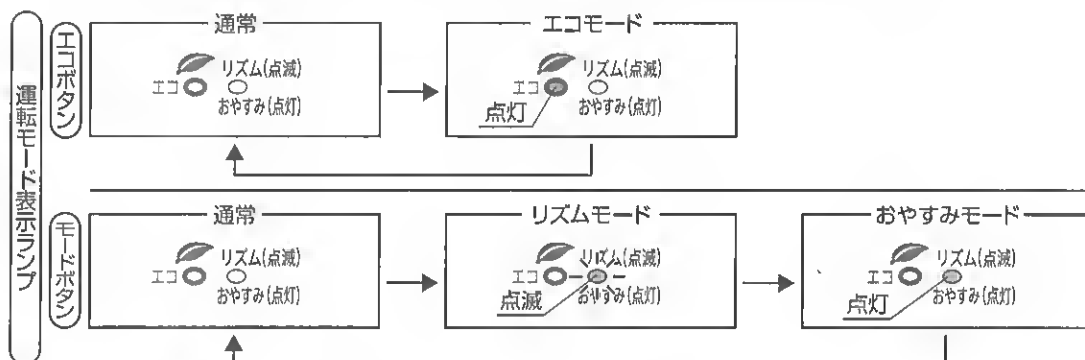 運転モード表示ランプ
エコボタン
通常
エコ
リズム(点滅)
おやすみ(点灯)
エコモード
エコ
リズム(点滅)
おやすみ(点灯)
点灯
モードボタン
通常
エコ
リズム(点滅)
おやすみ(点灯)
リズムモード
エコ
リズム(点滅)
おやすみ(点灯)
点滅
おやすみモード
エコ
リズム(点滅)
おやすみ(点灯)
点灯